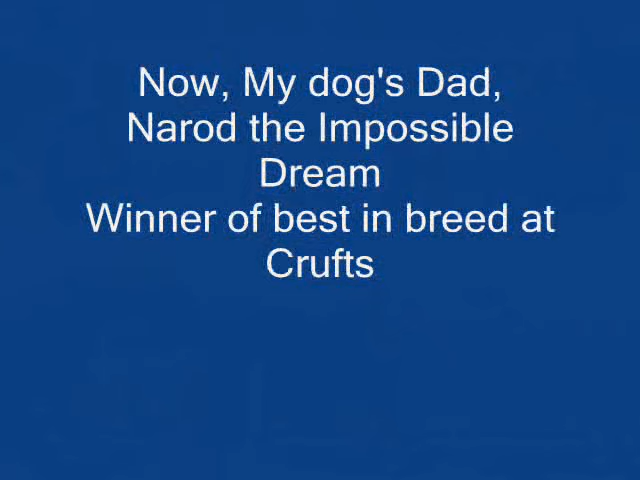 Now, My dog's Dad,
Narod the Impossible
Dream
Winner of best in breed at
Crufts